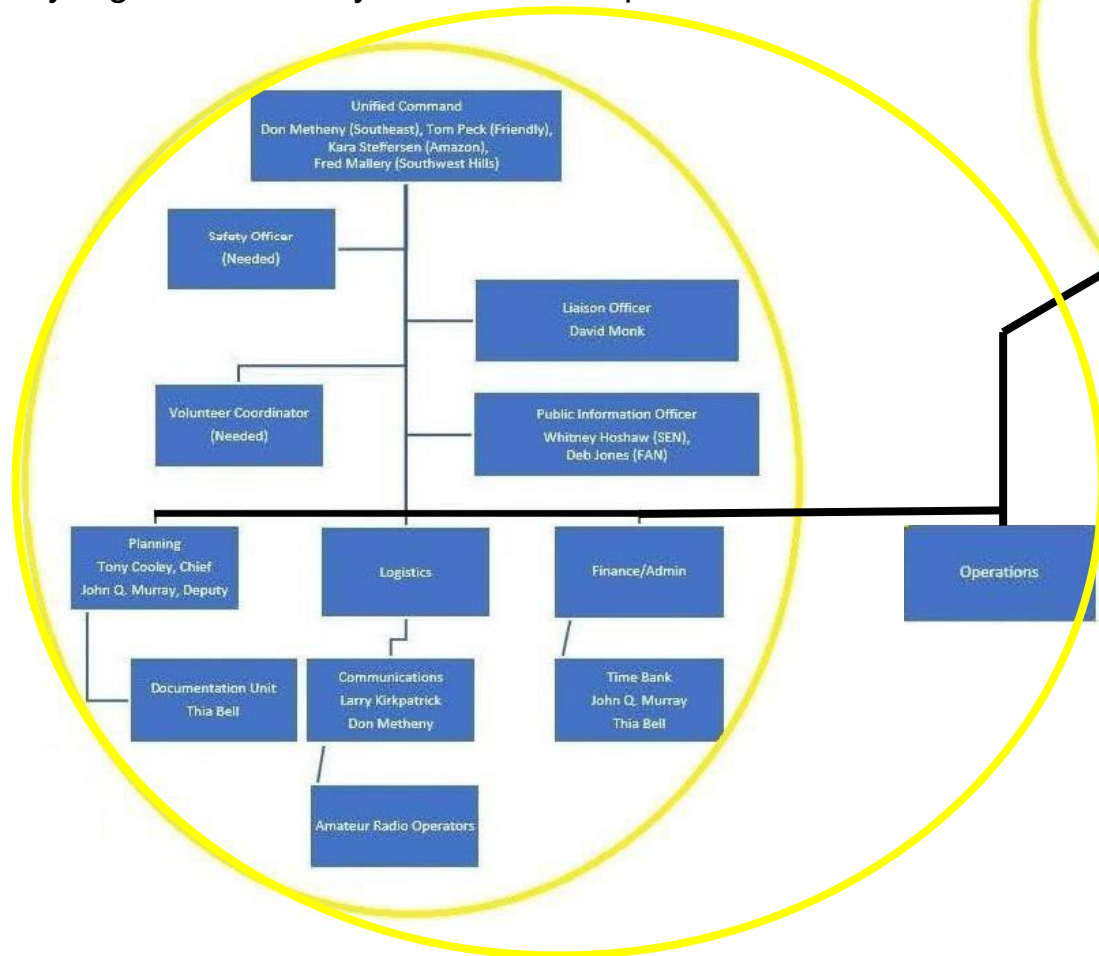 Unified Command
Don Metheny (Southeast), Tom Peck (Friendly),
Kara Steffersen (Amazon),
Fred Mallery (Southwest Hills)
Safety Officer
(Needed)
Liaison Officer
David Monk
Volunteer Coordinator
(Needed)
Public Information Officer
Whitney Hoshaw (SEN),
Deb Jones (FAN)
Planning
Tony Cooley, Chief
John Q. Murray, Deputy
Logistics
Finance/Admin
Operations
Documentation Unit
Thia Bell
Communications
Larry Kirkpatrick
Don Metheny
Time Bank
John Q. Murray
Thia Bell
Amateur Radio Operators